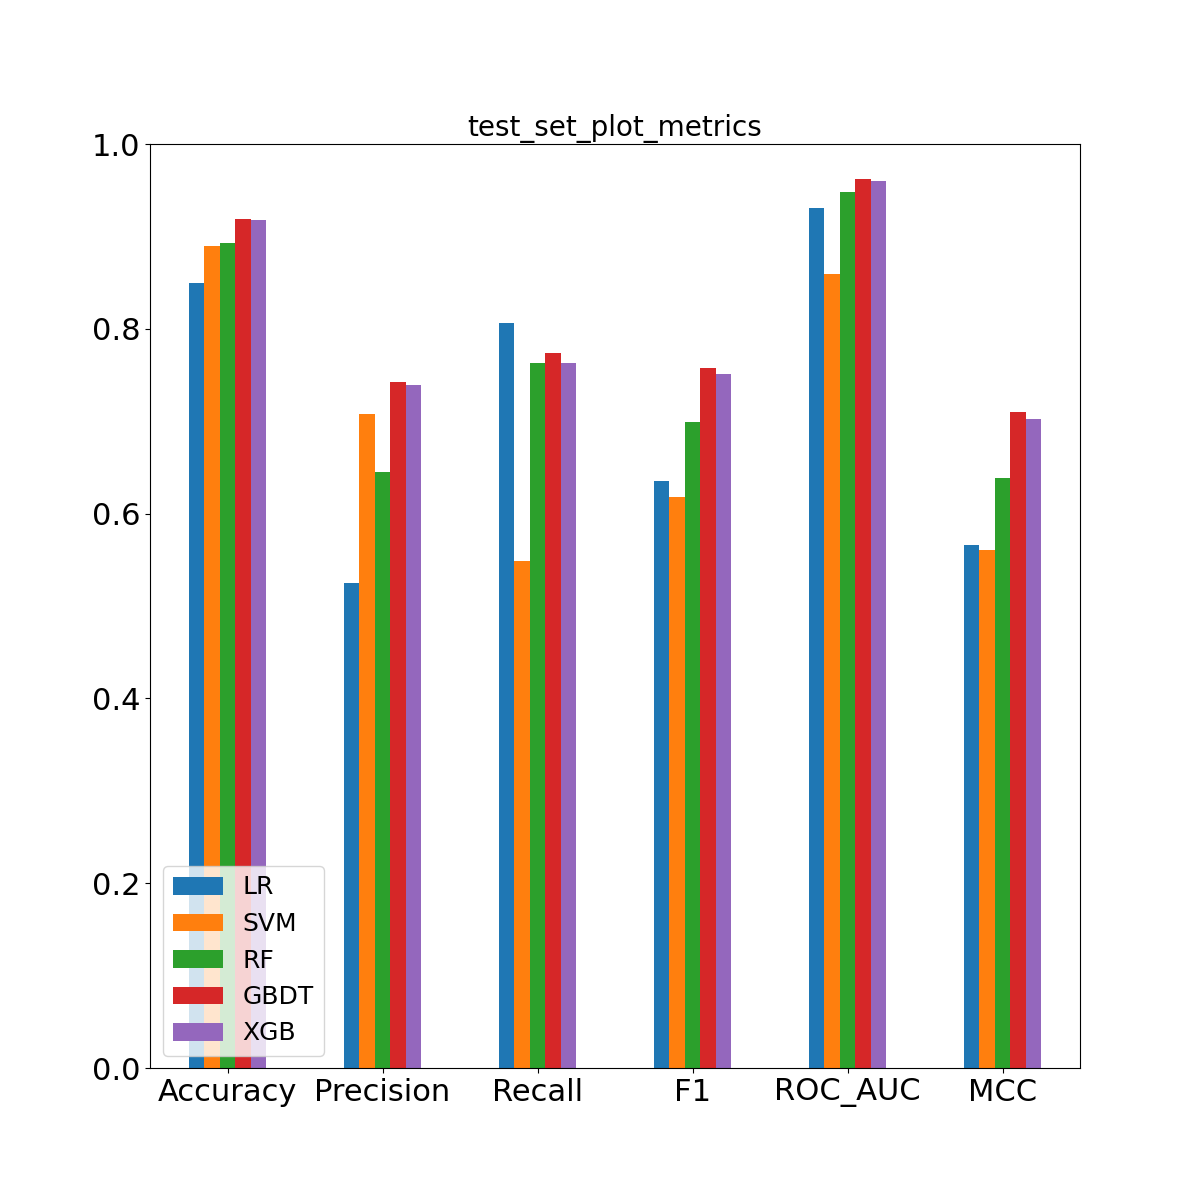 test_set_plot_metrics
1.0
0.8
0.6
0.4
0.2
0.0
LR
SVM
RF
GBDT
XGB
Accuracy Precision Recall F1 ROC_AUC MCC